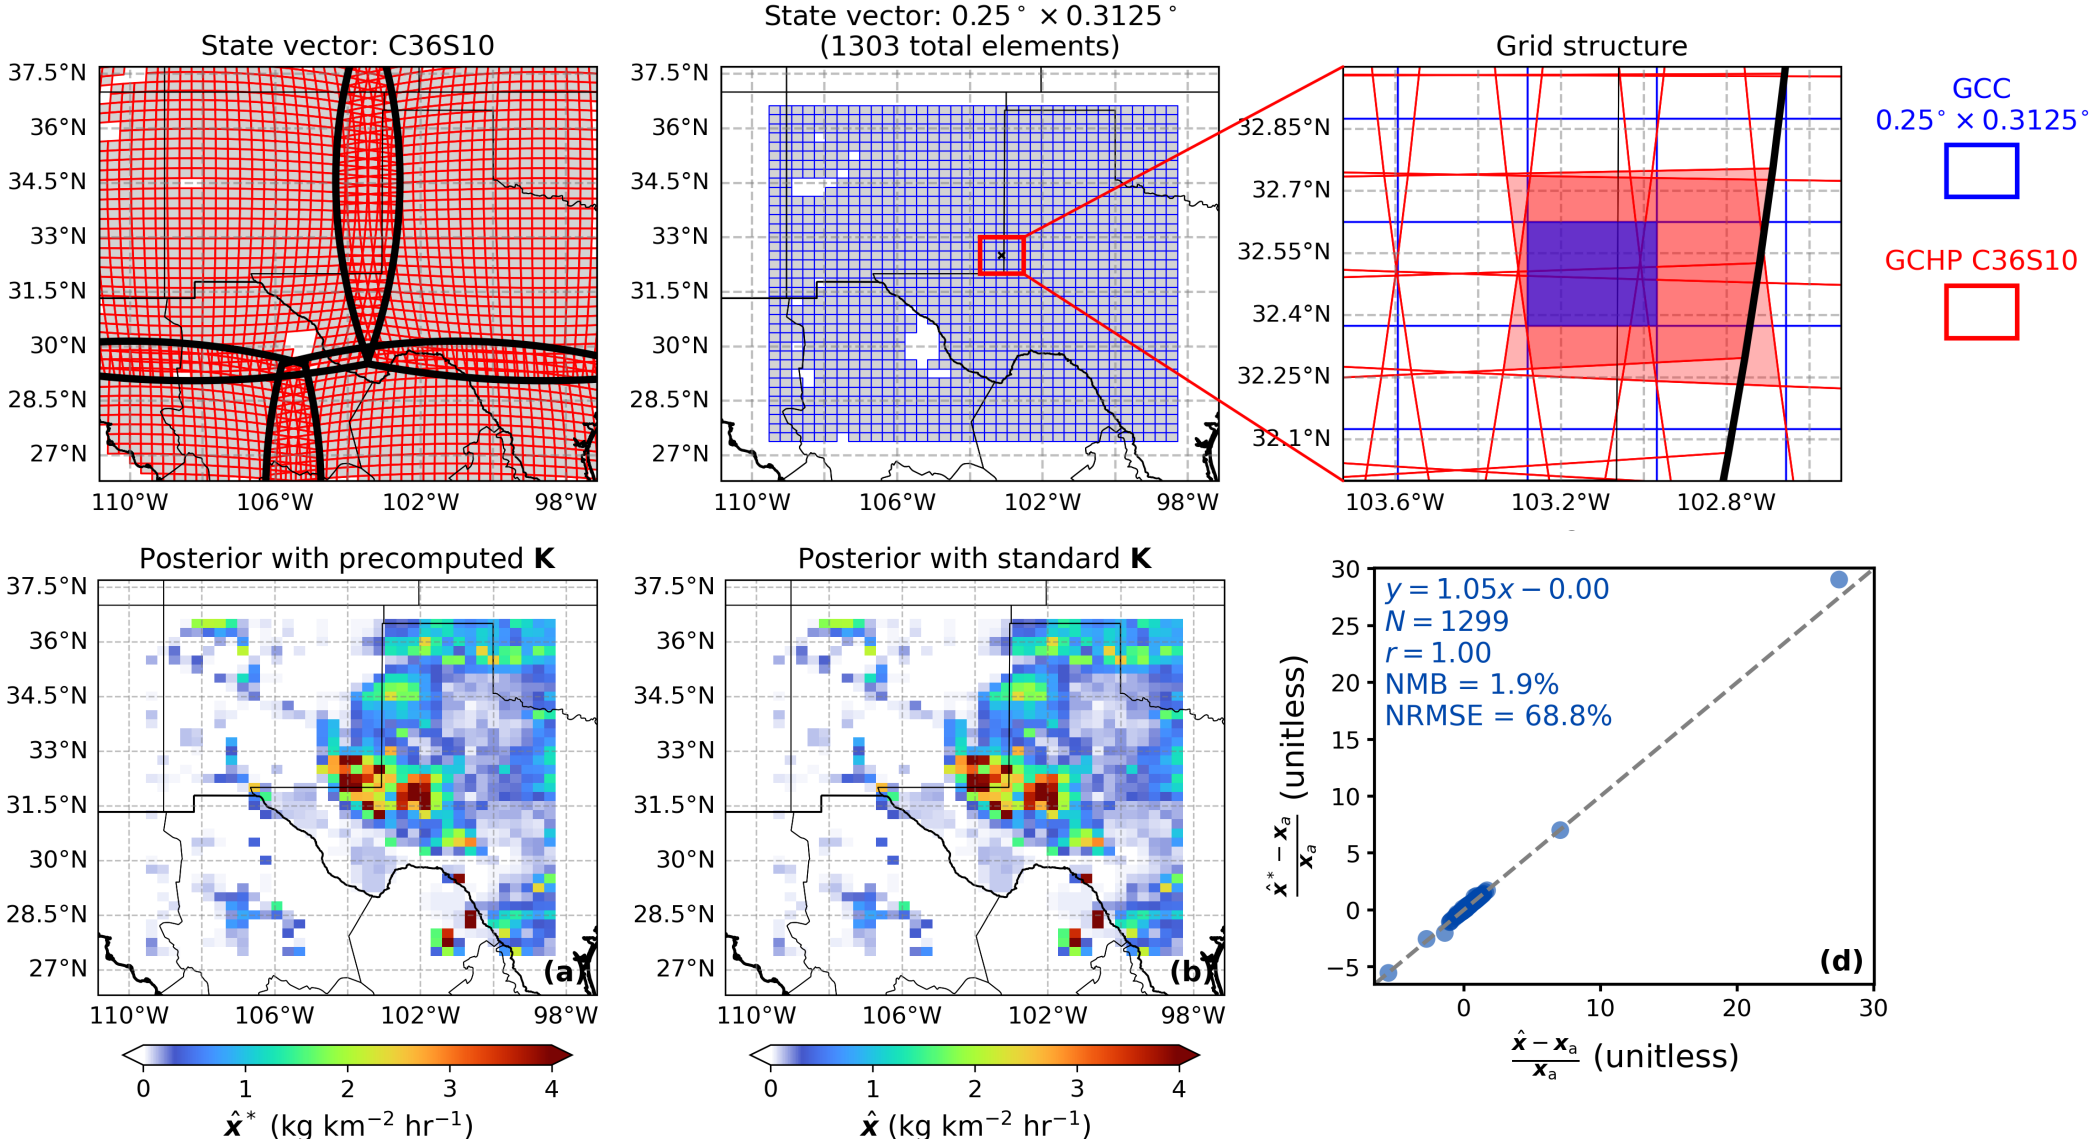 State vector: C36S10
37.5°N
36°N
34.5°N
33°N
31.5°N
30°N
28.5°N
27°N
110°W
106°W
102°W
98°W
State vector: 0.25° × 0.3125°
(1303 total elements)
37.5°N
36°N
34.5°N
33°N
31.5°N
30°N
28.5°N
27°N
110°W
106°W
102°W
98°W
Grid structure
32.85°N
32.7°N
32.55°N
32.4°N
32.25°N
32.1°N
103.6°W
103.2°W
102.8°W
GCC
0.25° × 0.3125°
GCHP C36S10
Posterior with precomputed K
37.5°N
36°N
34.5°N
33°N
31.5°N
30°N
28.5°N
27°N
(a)
110°W
106°W
102°W
98°W
0 1 2 3 4
x̂* (kg km⁻² hr⁻¹)
Posterior with standard K
37.5°N
36°N
34.5°N
33°N
31.5°N
30°N
28.5°N
27°N
(b)
110°W
106°W
102°W
98°W
0 1 2 3 4
x̂ (kg km⁻² hr⁻¹)
30
25
20
15
10
5
0
−5
y = 1.05x − 0.00
N = 1299
r = 1.00
NMB = 1.9%
NRMSE = 68.8%
(d)
0 10 20 30
(x̂* − xₐ)/xₐ (unitless)
(x̂ − xₐ)/xₐ (unitless)